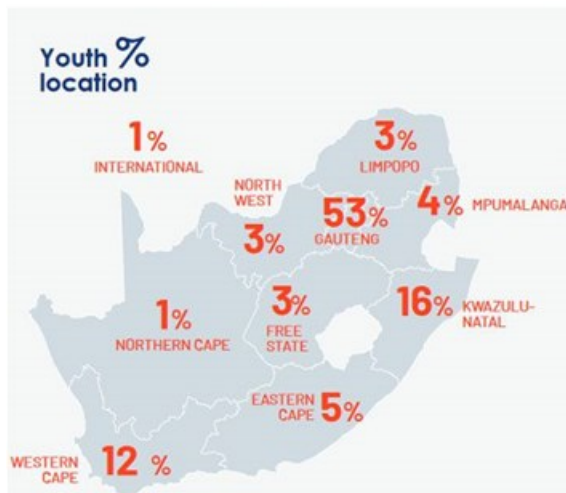 Youth %
location
1%
INTERNATIONAL
3%
LIMPOPO
NORTH
WEST
3%
53%
GAUTENG
4% MPUMALANGA
1%
NORTHERN CAPE
3%
FREE
STATE
16% KWAZULU-
NATAL
EASTERN
CAPE 5%
WESTERN
CAPE
12 %